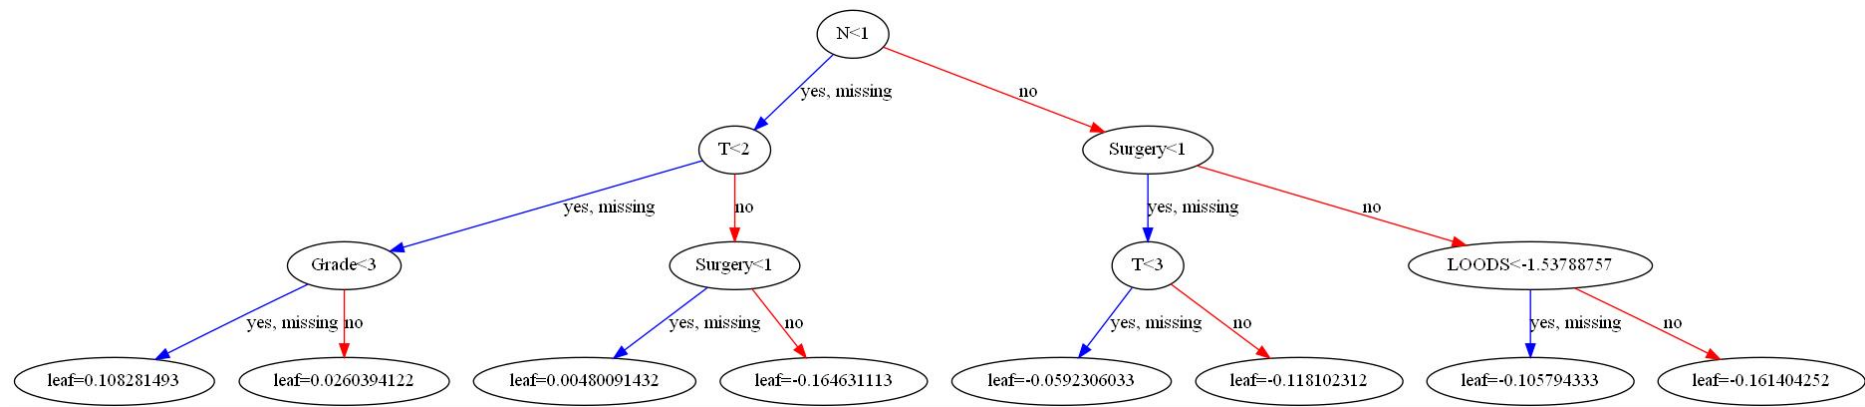 N<1
yes, missing
no
T<2
Surgery<1
yes, missing
no
yes, missing
no
Grade<3
Surgery<1
T<3
LOODS<-1.53788757
yes, missing
no
yes, missing
no
yes, missing
no
yes, missing
no
leaf=0.108281493
leaf=0.0260394122
leaf=0.00480091432
leaf=-0.164631113
leaf=-0.0592306033
leaf=-0.118102312
leaf=-0.105794333
leaf=-0.161404252